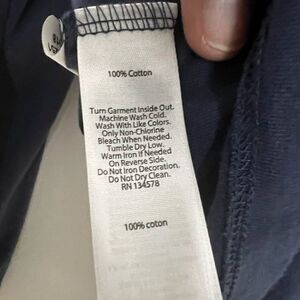 100% Cotton
Turn Garment Inside Out.
Machine Wash Cold.
Wash With Like Colors.
Only Non-Chlorine
Bleach When Needed.
Tumble Dry Low.
Warm Iron if Needed
On Reverse Side.
Do Not Iron Decoration.
Do Not Dry Clean.
RN 134578
100% coton